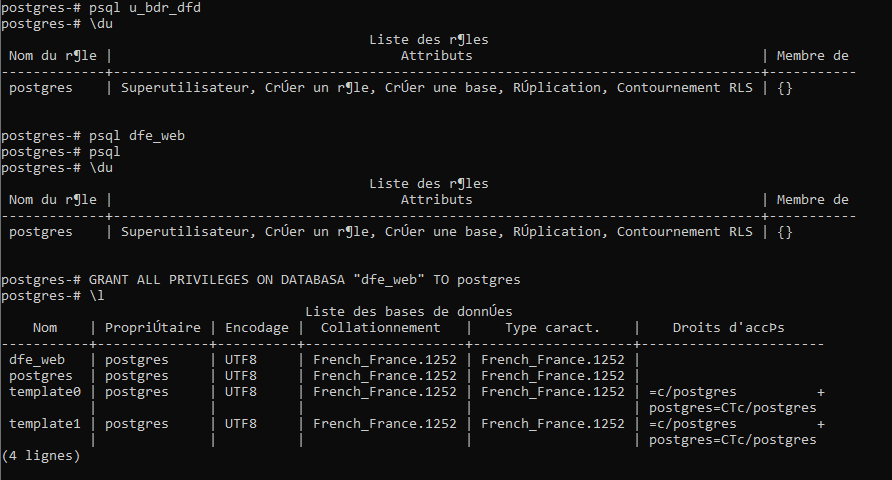 postgres-# psql u_bdr_dfd
postgres-# \du
                                              Liste des r¶les
 Nom du r¶le |                                    Attributs                                    | Membre de
-------------+---------------------------------------------------------------------------------+-----------
 postgres    | Superutilisateur, CrÚer un r¶le, CrÚer une base, RÚplication, Contournement RLS | {}
postgres-# psql dfe_web
postgres-# psql
postgres-# \du
                                              Liste des r¶les
 Nom du r¶le |                                    Attributs                                    | Membre de
-------------+---------------------------------------------------------------------------------+-----------
 postgres    | Superutilisateur, CrÚer un r¶le, CrÚer une base, RÚplication, Contournement RLS | {}
postgres-# GRANT ALL PRIVILEGES ON DATABASA "dfe_web" TO postgres
postgres-# \l
                                      Liste des bases de donnÚes
    Nom    | PropriÚtaire | Encodage |  Collationnement   |    Type caract.    |    Droits d'accÞs
-----------+--------------+----------+--------------------+--------------------+-----------------------
 dfe_web   | postgres     | UTF8     | French_France.1252 | French_France.1252 |
 postgres  | postgres     | UTF8     | French_France.1252 | French_France.1252 |
 template0 | postgres     | UTF8     | French_France.1252 | French_France.1252 | =c/postgres          +
           |              |          |                    |                    | postgres=CTc/postgres
 template1 | postgres     | UTF8     | French_France.1252 | French_France.1252 | =c/postgres          +
           |              |          |                    |                    | postgres=CTc/postgres
(4 lignes)